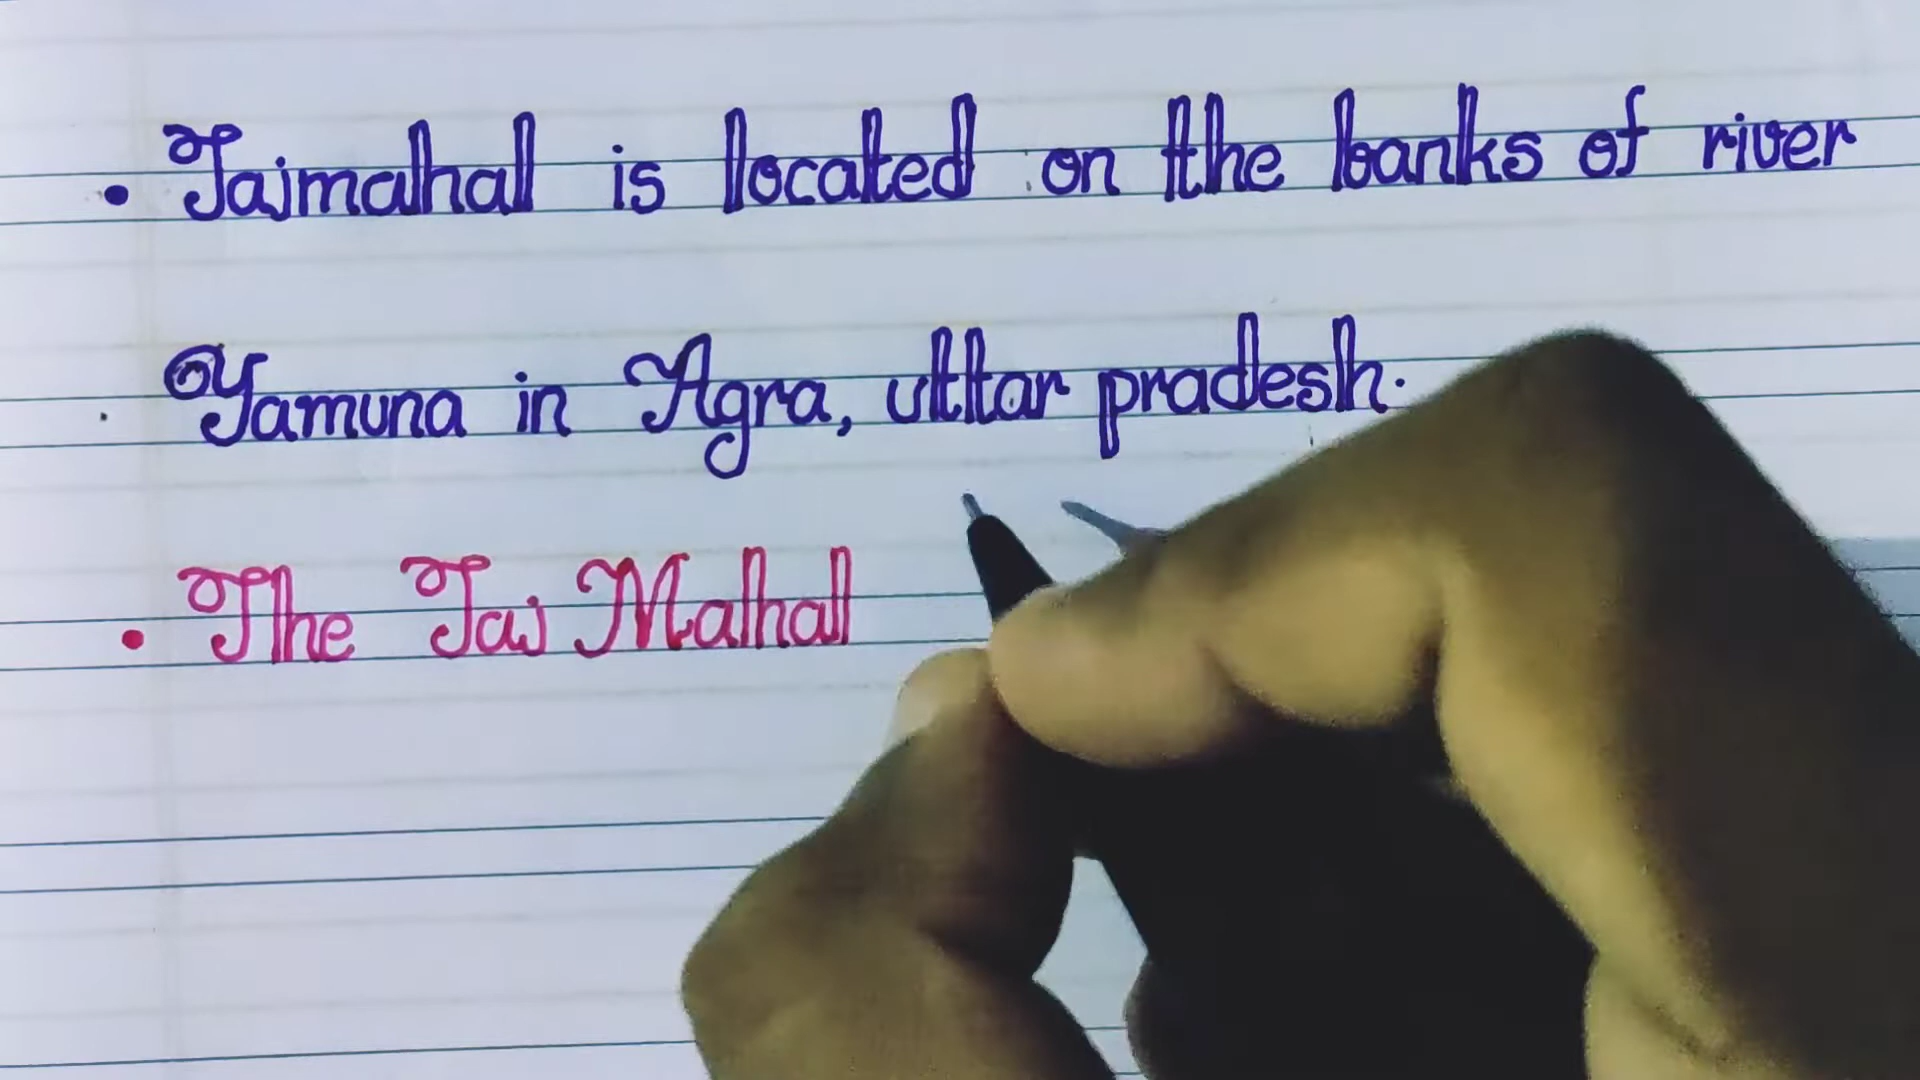 • Tajmahal is located on the banks of river
Yamuna in Agra, uttar pradesh.
• The Taj Mahal